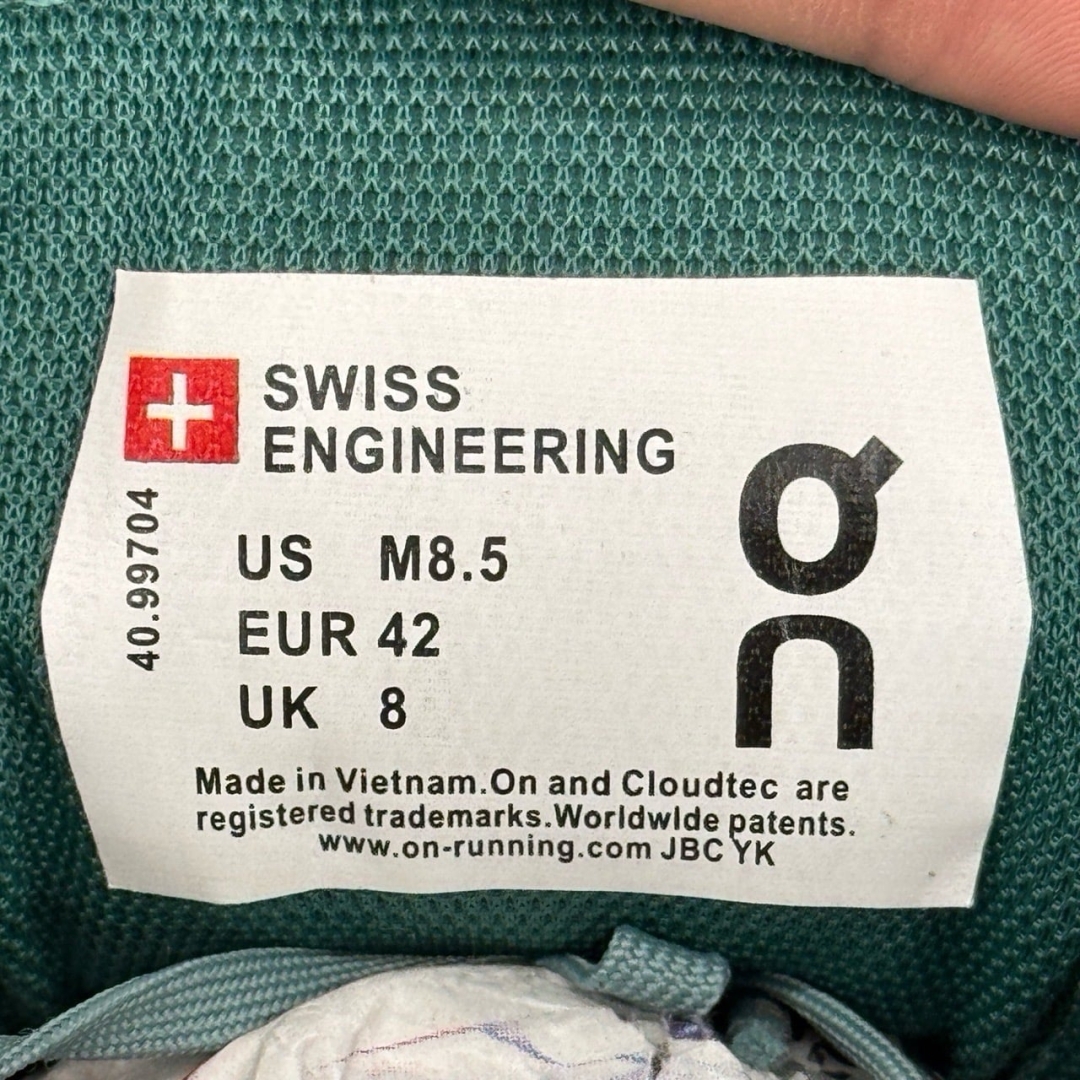 SWISS
ENGINEERING
40.99704
US M8.5
EUR 42
UK 8
on
Made in Vietnam.On and Cloudtec are
registered trademarks.Worldwlde patents.
www.on-running.com JBC YK